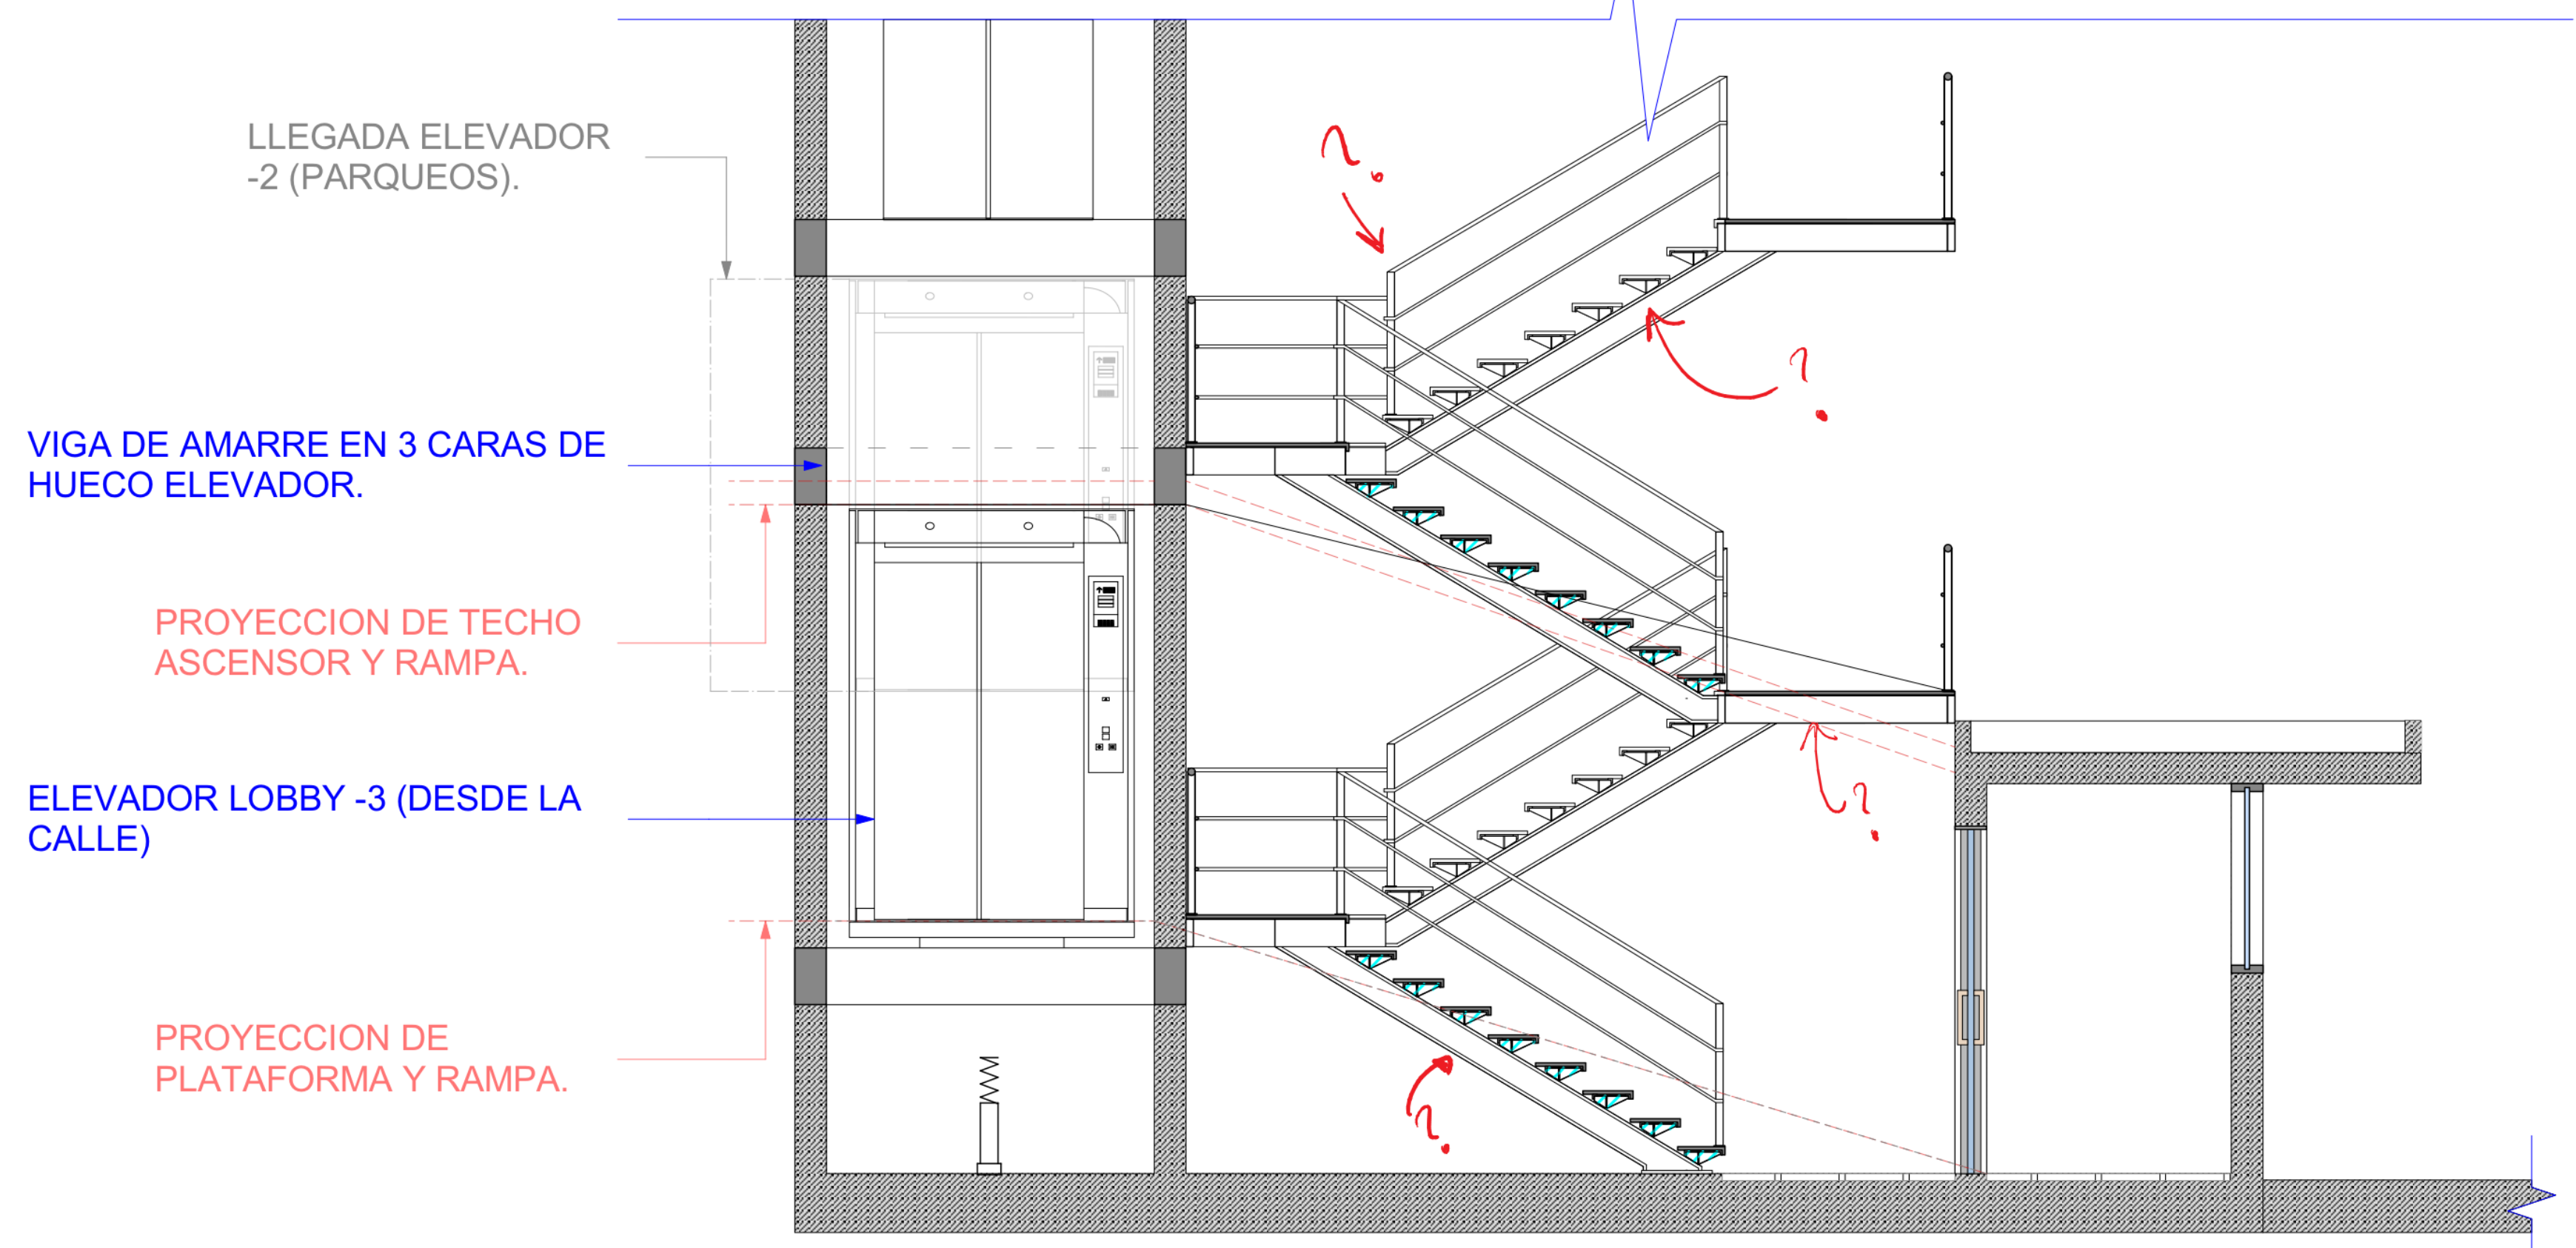 LLEGADA ELEVADOR
-2 (PARQUEOS).
?
?
VIGA DE AMARRE EN 3 CARAS DE
HUECO ELEVADOR.
PROYECCION DE TECHO
ASCENSOR Y RAMPA.
ELEVADOR LOBBY -3 (DESDE LA
CALLE)
?
PROYECCION DE
PLATAFORMA Y RAMPA.
?